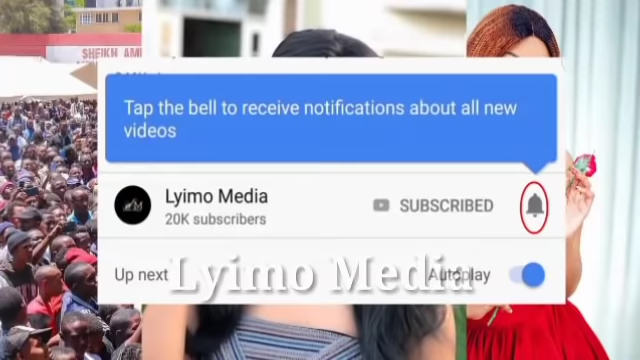 SHEIKH AM
Tap the bell to receive notifications about all new
videos
Lyimo Media
SUBSCRIBED
20K subscribers
Up next
Autoplay
Lyimo Media